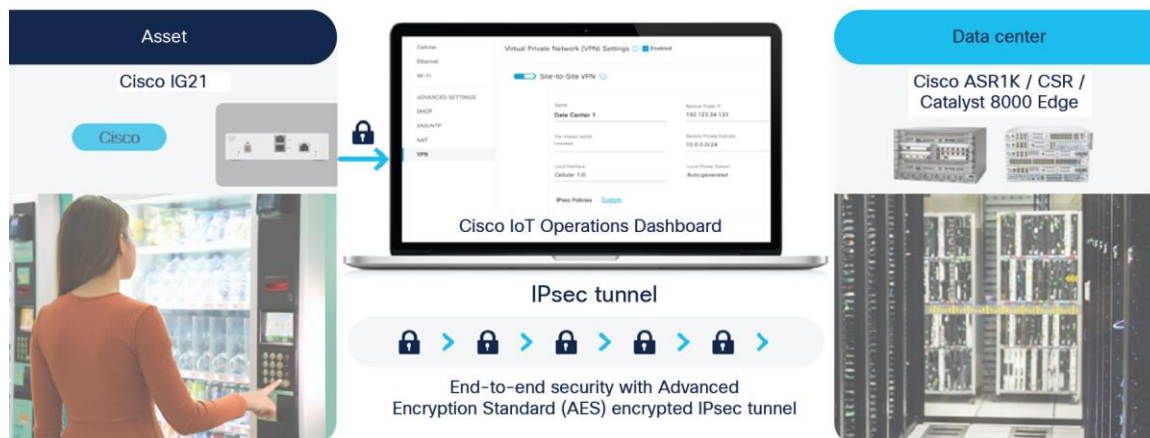 Asset
Cisco IG21
Cisco
Cellular
Ethernet
Wi-Fi
ADVANCED SETTINGS
DHCP
DNS/NTP
NAT
VPN
Virtual Private Network (VPN) Settings
Enabled
Site-to-Site VPN
Name
Data Center 1
Remote Public IP
192.123.34.125
Pre-shared secret
********
Remote Private Subnets
10.0.0.0/24
Local Interface
Cellular 1/0
Local Private Subnet
Auto generated
IPsec Policies Custom
Cisco IoT Operations Dashboard
IPsec tunnel
End-to-end security with Advanced
Encryption Standard (AES) encrypted IPsec tunnel
Data center
Cisco ASR1K / CSR /
Catalyst 8000 Edge